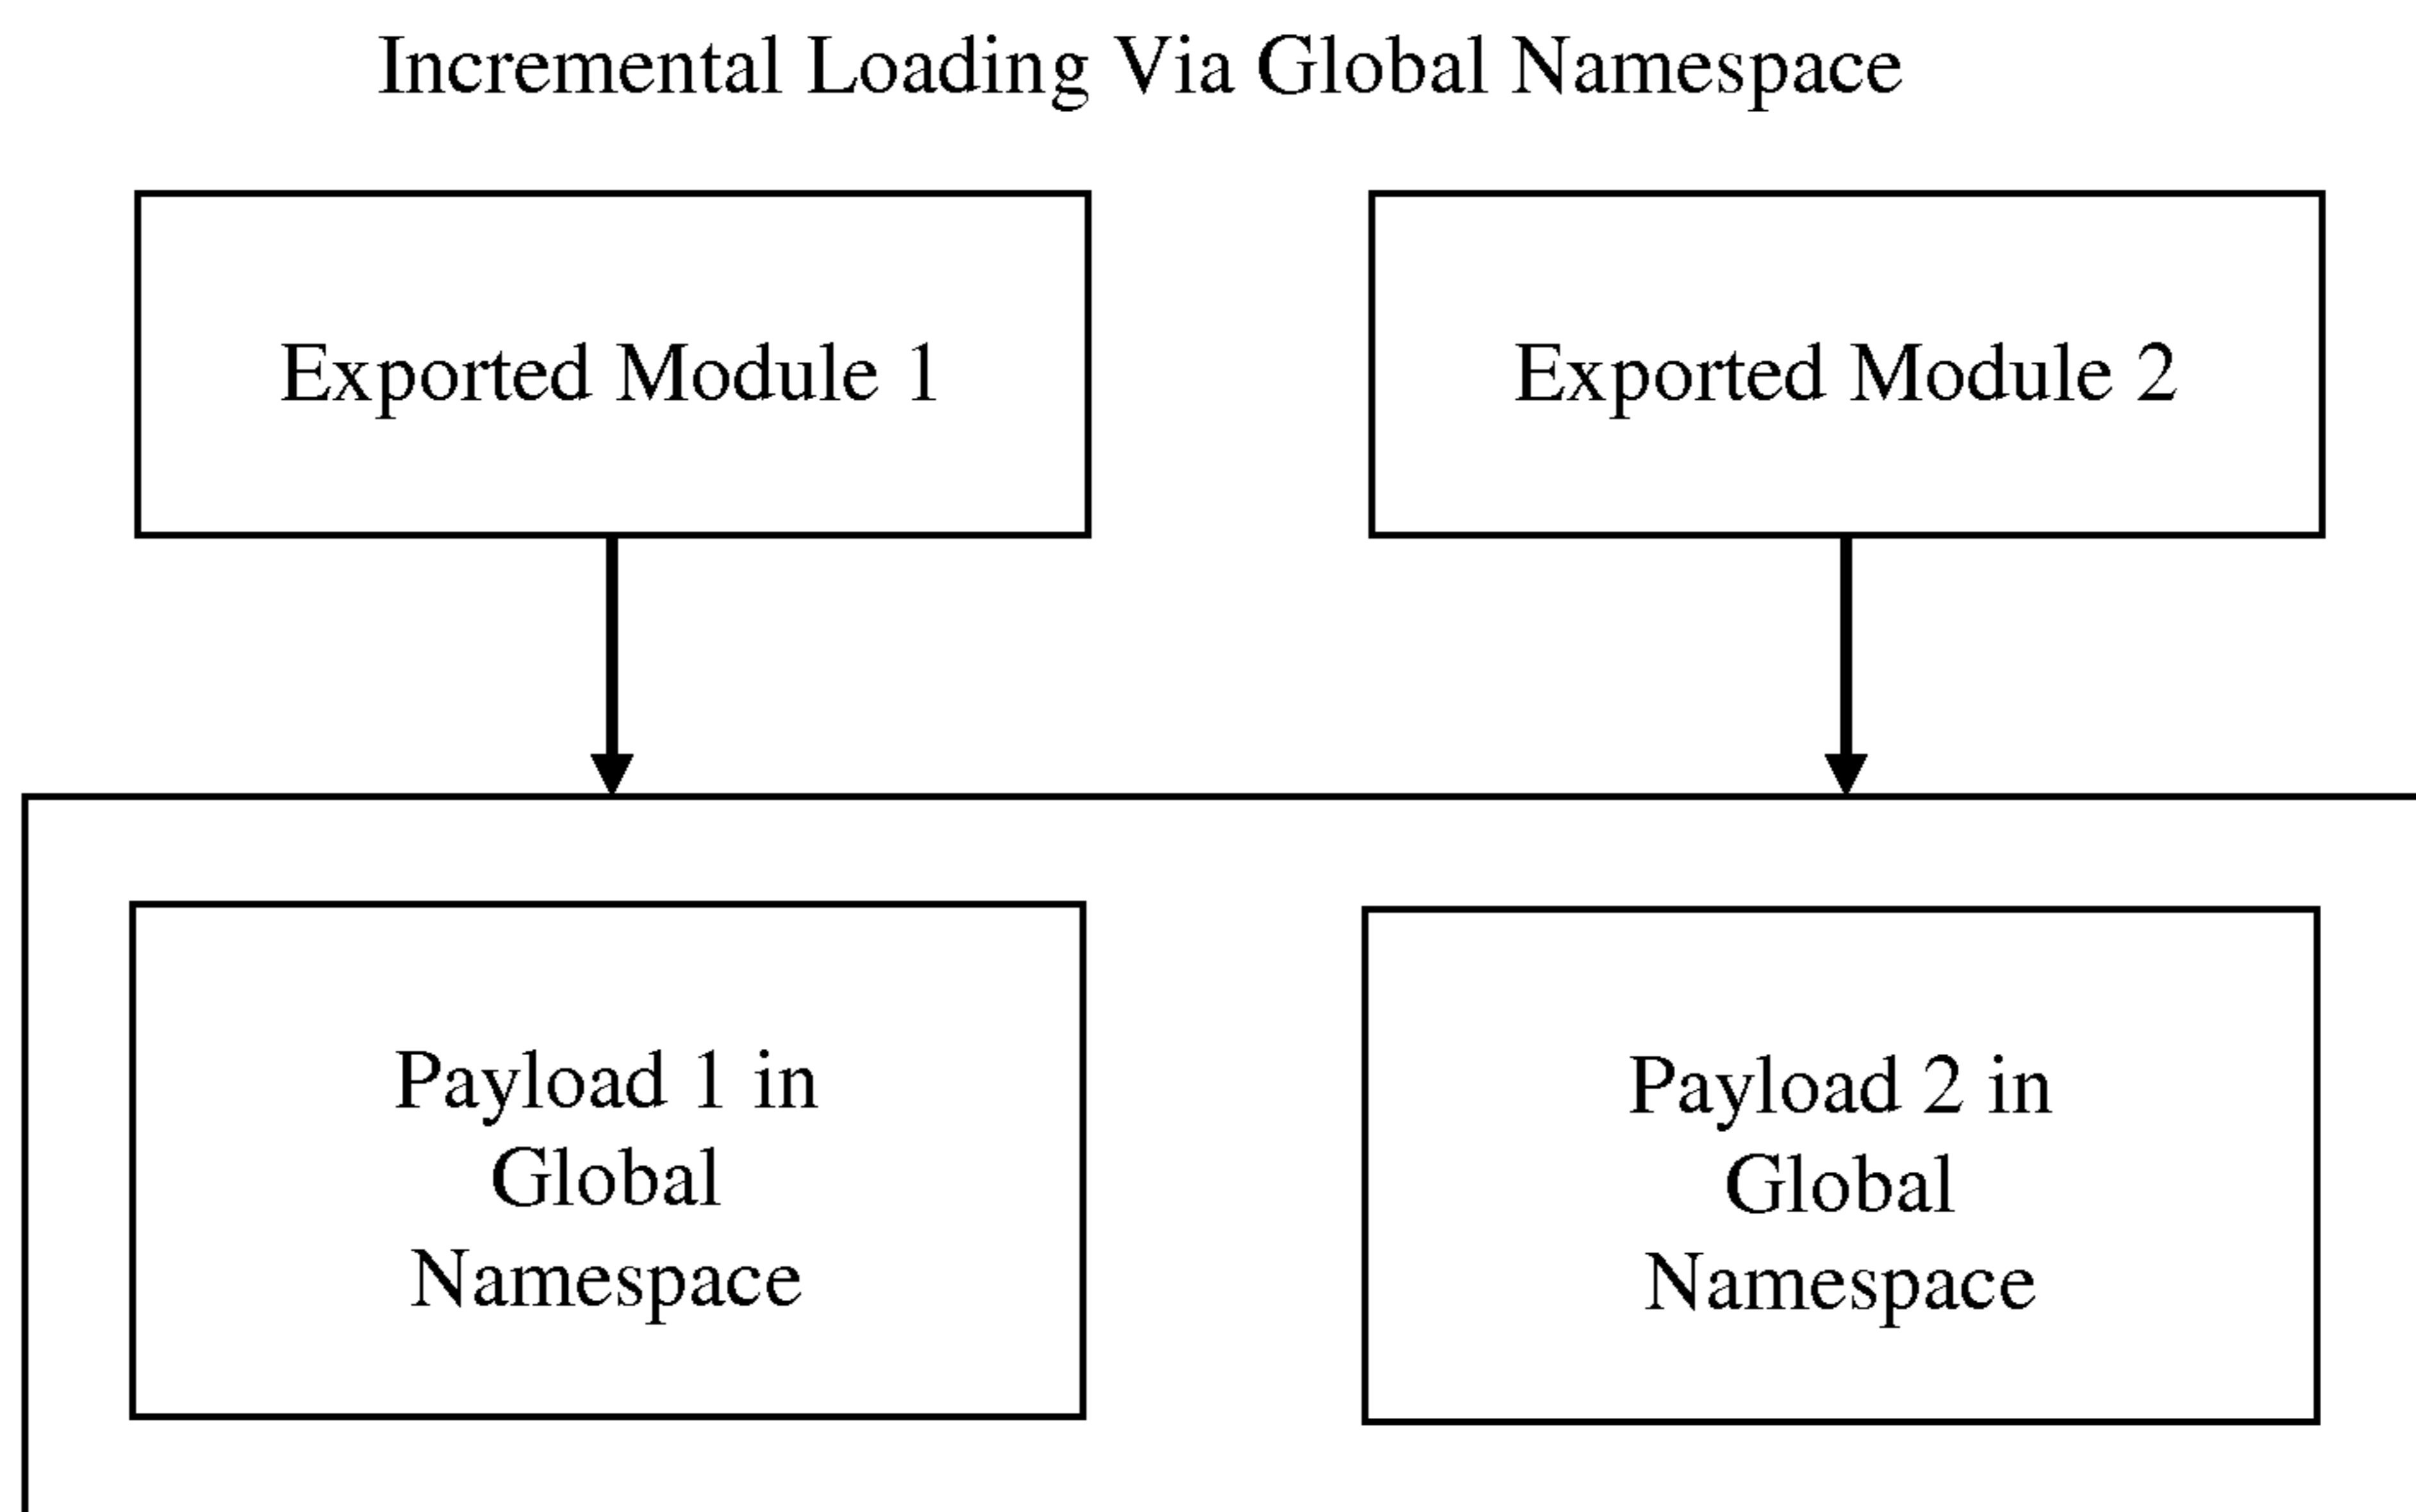 Incremental Loading Via Global Namespace
Exported Module 1
Exported Module 2
Payload 1 in
Global
Namespace
Payload 2 in
Global
Namespace